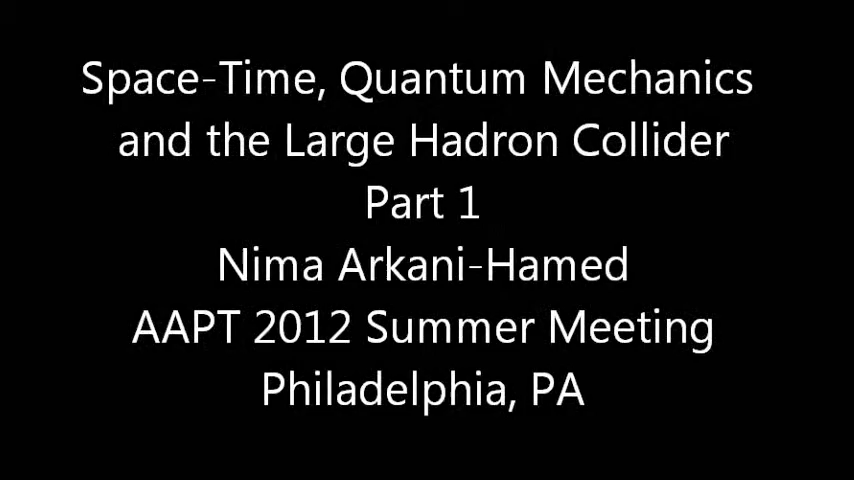 Space-Time, Quantum Mechanics
and the Large Hadron Collider
Part 1
Nima Arkani-Hamed
AAPT 2012 Summer Meeting
Philadelphia, PA